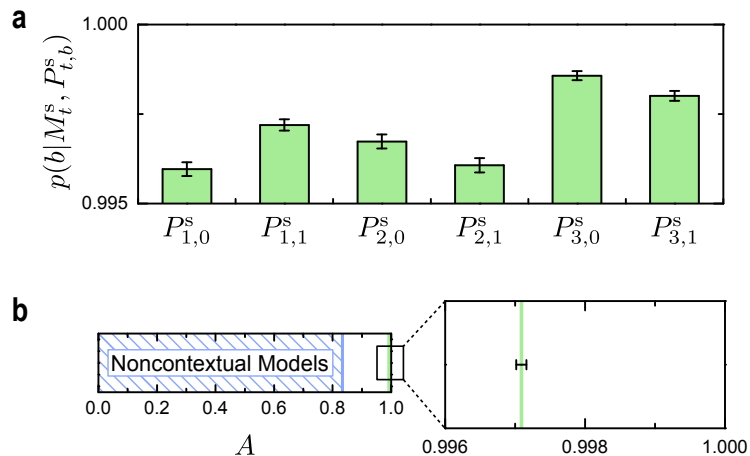 a
p(b|M^s_t, P^s_{t,b})
1.000
0.995
P^s_{1,0} P^s_{1,1} P^s_{2,0} P^s_{2,1} P^s_{3,0} P^s_{3,1}
b
Noncontextual Models
0.0 0.2 0.4 0.6 0.8 1.0
A
0.996 0.998 1.000